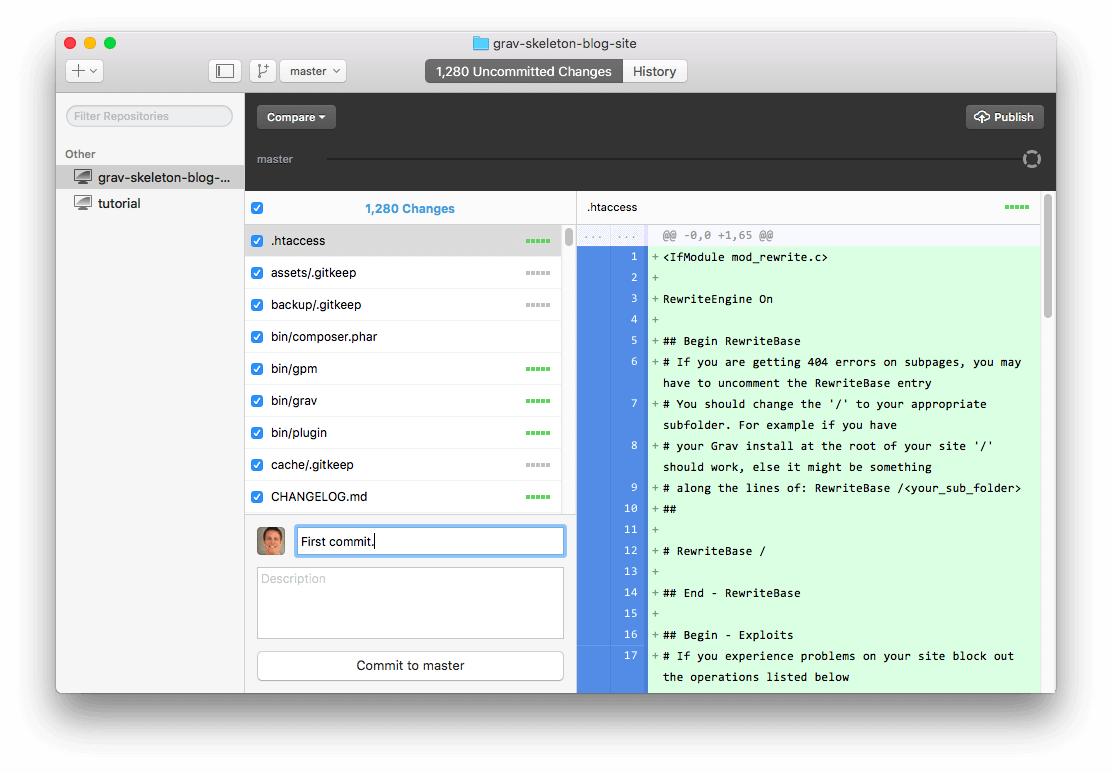 grav-skeleton-blog-site
master
1,280 Uncommitted Changes
History
Filter Repositories
Other
grav-skeleton-blog-...
tutorial
Compare
Publish
master
1,280 Changes
.htaccess
assets/.gitkeep
backup/.gitkeep
bin/composer.phar
bin/gpm
bin/grav
bin/plugin
cache/.gitkeep
CHANGELOG.md
First commit.
Description
Commit to master
.htaccess
... ... @@ -0,0 +1,65 @@
1 + <IfModule mod_rewrite.c>
2 +
3 + RewriteEngine On
4 +
5 + ## Begin RewriteBase
6 + # If you are getting 404 errors on subpages, you may
have to uncomment the RewriteBase entry
7 + # You should change the '/' to your appropriate
subfolder. For example if you have
8 + # your Grav install at the root of your site '/'
should work, else it might be something
9 + # along the lines of: RewriteBase /<your_sub_folder>
10 + ##
11 +
12 + # RewriteBase /
13 +
14 + ## End - RewriteBase
15 +
16 + ## Begin - Exploits
17 + # If you experience problems on your site block out
the operations listed below